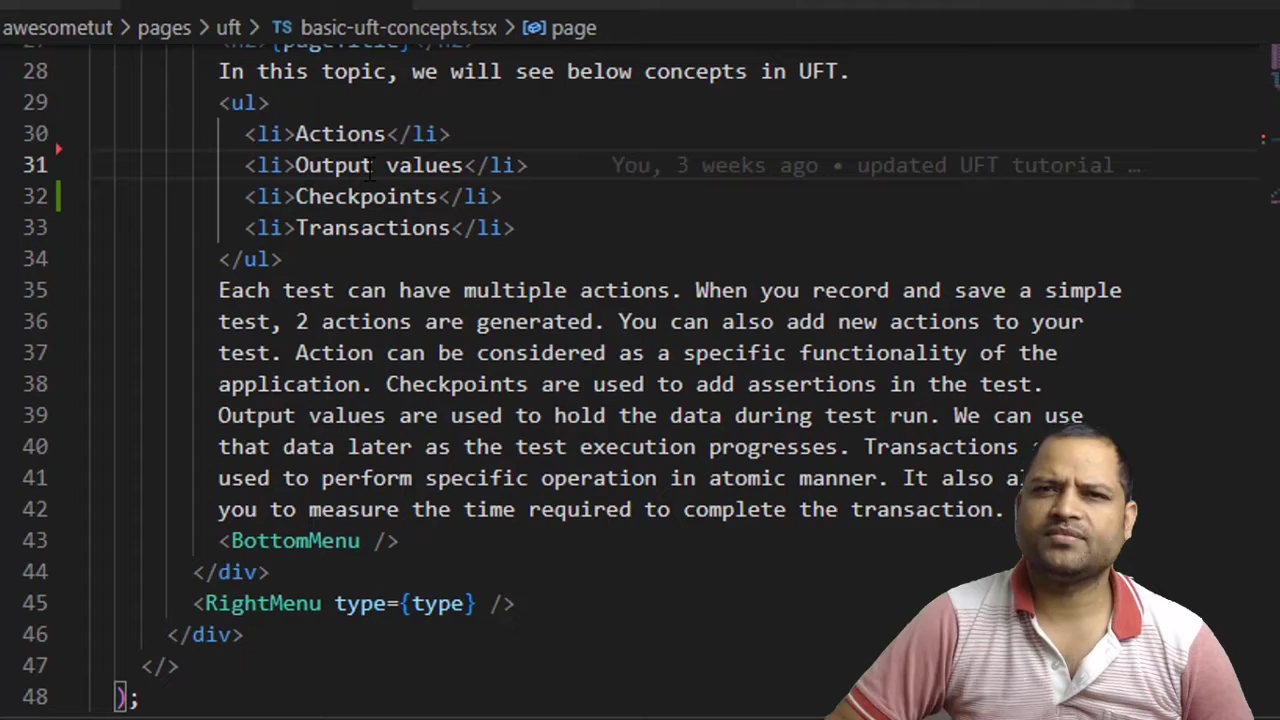 awesometut > pages > uft > TS basic-uft-concepts.tsx > page
27 <h2>{pageTitle}</h2>
28 In this topic, we will see below concepts in UFT.
29 <ul>
30 <li>Actions</li>
31 <li>Output values</li> You, 3 weeks ago • updated UFT tutorial …
32 <li>Checkpoints</li>
33 <li>Transactions</li>
34 </ul>
35 Each test can have multiple actions. When you record and save a simple
36 test, 2 actions are generated. You can also add new actions to your
37 test. Action can be considered as a specific functionality of the
38 application. Checkpoints are used to add assertions in the test.
39 Output values are used to hold the data during test run. We can use
40 that data later as the test execution progresses. Transactions
41 used to perform specific operation in atomic manner. It also
42 you to measure the time required to complete the transaction.
43 <BottomMenu />
44 </div>
45 <RightMenu type={type} />
46 </div>
47 </>
48 );